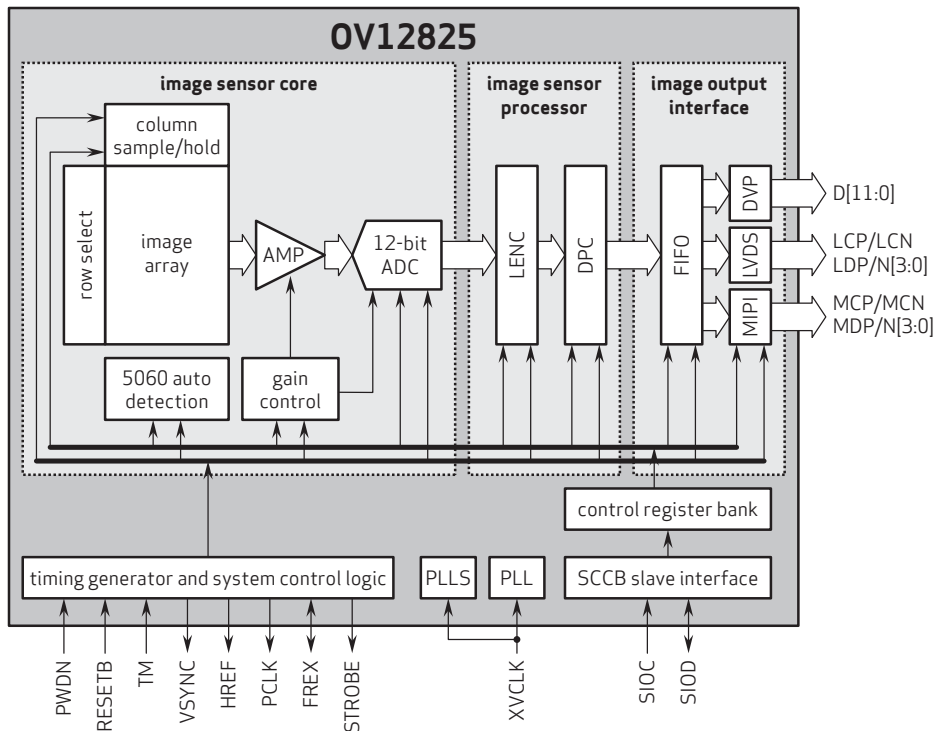 OV12825
image sensor core
image sensor
processor
image output
interface
column
sample/hold
row select
image
array
AMP
12-bit
ADC
LENC
DPC
FIFO
DVP
LVDS
MIPI
D[11:0]
LCP/LCN
LDP/N[3:0]
MCP/MCN
MDP/N[3:0]
5060 auto
detection
gain
control
control register bank
timing generator and system control logic
PLLS
PLL
SCCB slave interface
PWDN
RESETB
TM
VSYNC
HREF
PCLK
FREX
STROBE
XVCLK
SIOC
SIOD